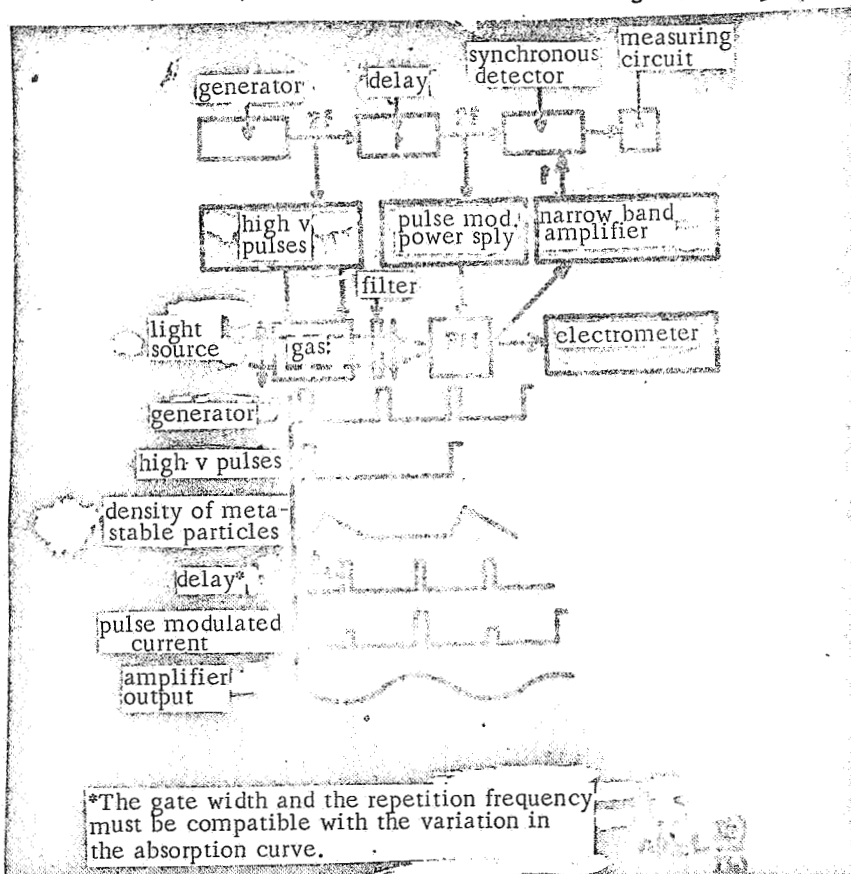 measuring
circuit
synchronous
detector
generator
delay
high v
pulses
pulse mod.
power sply
narrow band
amplifier
filter
light
source
gas
electrometer
generator
high v pulses
density of meta-
stable particles
delay*
pulse modulated
current
amplifier
output
*The gate width and the repetition frequency
must be compatible with the variation in
the absorption curve.